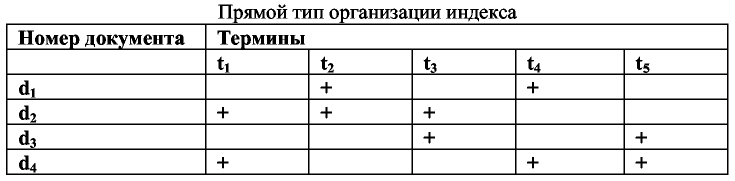 Прямой тип организации индекса
Номер документа Термины
t₁ t₂ t₃ t₄ t₅
d₁ + +
d₂ + + +
d₃ + +
d₄ + + +